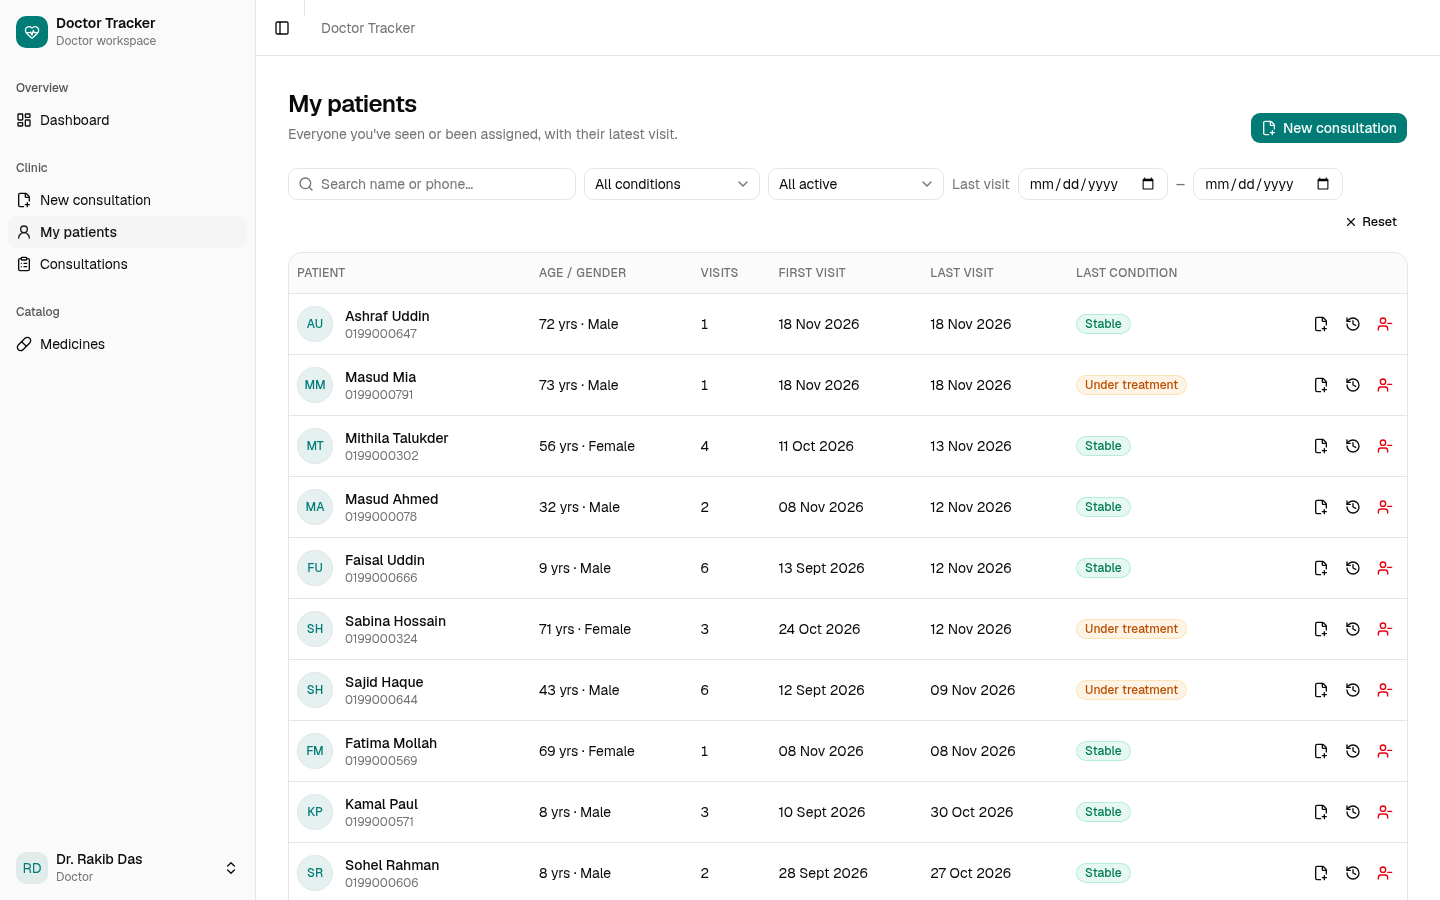 Doctor Tracker
Doctor workspace
Overview
Dashboard
Clinic
New consultation
My patients
Consultations
Catalog
Medicines
RD
Dr. Rakib Das
Doctor
Doctor Tracker
My patients
Everyone you've seen or been assigned, with their latest visit.
New consultation
Search name or phone...
All conditions
All active
Last visit
mm/dd/yyyy
–
mm/dd/yyyy
Reset
PATIENT AGE / GENDER VISITS FIRST VISIT LAST VISIT LAST CONDITION
AU Ashraf Uddin 72 yrs · Male 1 18 Nov 2026 18 Nov 2026 Stable
0199000647
MM Masud Mia 73 yrs · Male 1 18 Nov 2026 18 Nov 2026 Under treatment
0199000791
MT Mithila Talukder 56 yrs · Female 4 11 Oct 2026 13 Nov 2026 Stable
0199000302
MA Masud Ahmed 32 yrs · Male 2 08 Nov 2026 12 Nov 2026 Stable
0199000078
FU Faisal Uddin 9 yrs · Male 6 13 Sept 2026 12 Nov 2026 Stable
0199000666
SH Sabina Hossain 71 yrs · Female 3 24 Oct 2026 12 Nov 2026 Under treatment
0199000324
SH Sajid Haque 43 yrs · Male 6 12 Sept 2026 09 Nov 2026 Under treatment
0199000644
FM Fatima Mollah 69 yrs · Female 1 08 Nov 2026 08 Nov 2026 Stable
0199000569
KP Kamal Paul 8 yrs · Male 3 10 Sept 2026 30 Oct 2026 Stable
0199000571
SR Sohel Rahman 8 yrs · Male 2 28 Sept 2026 27 Oct 2026 Stable
0199000606